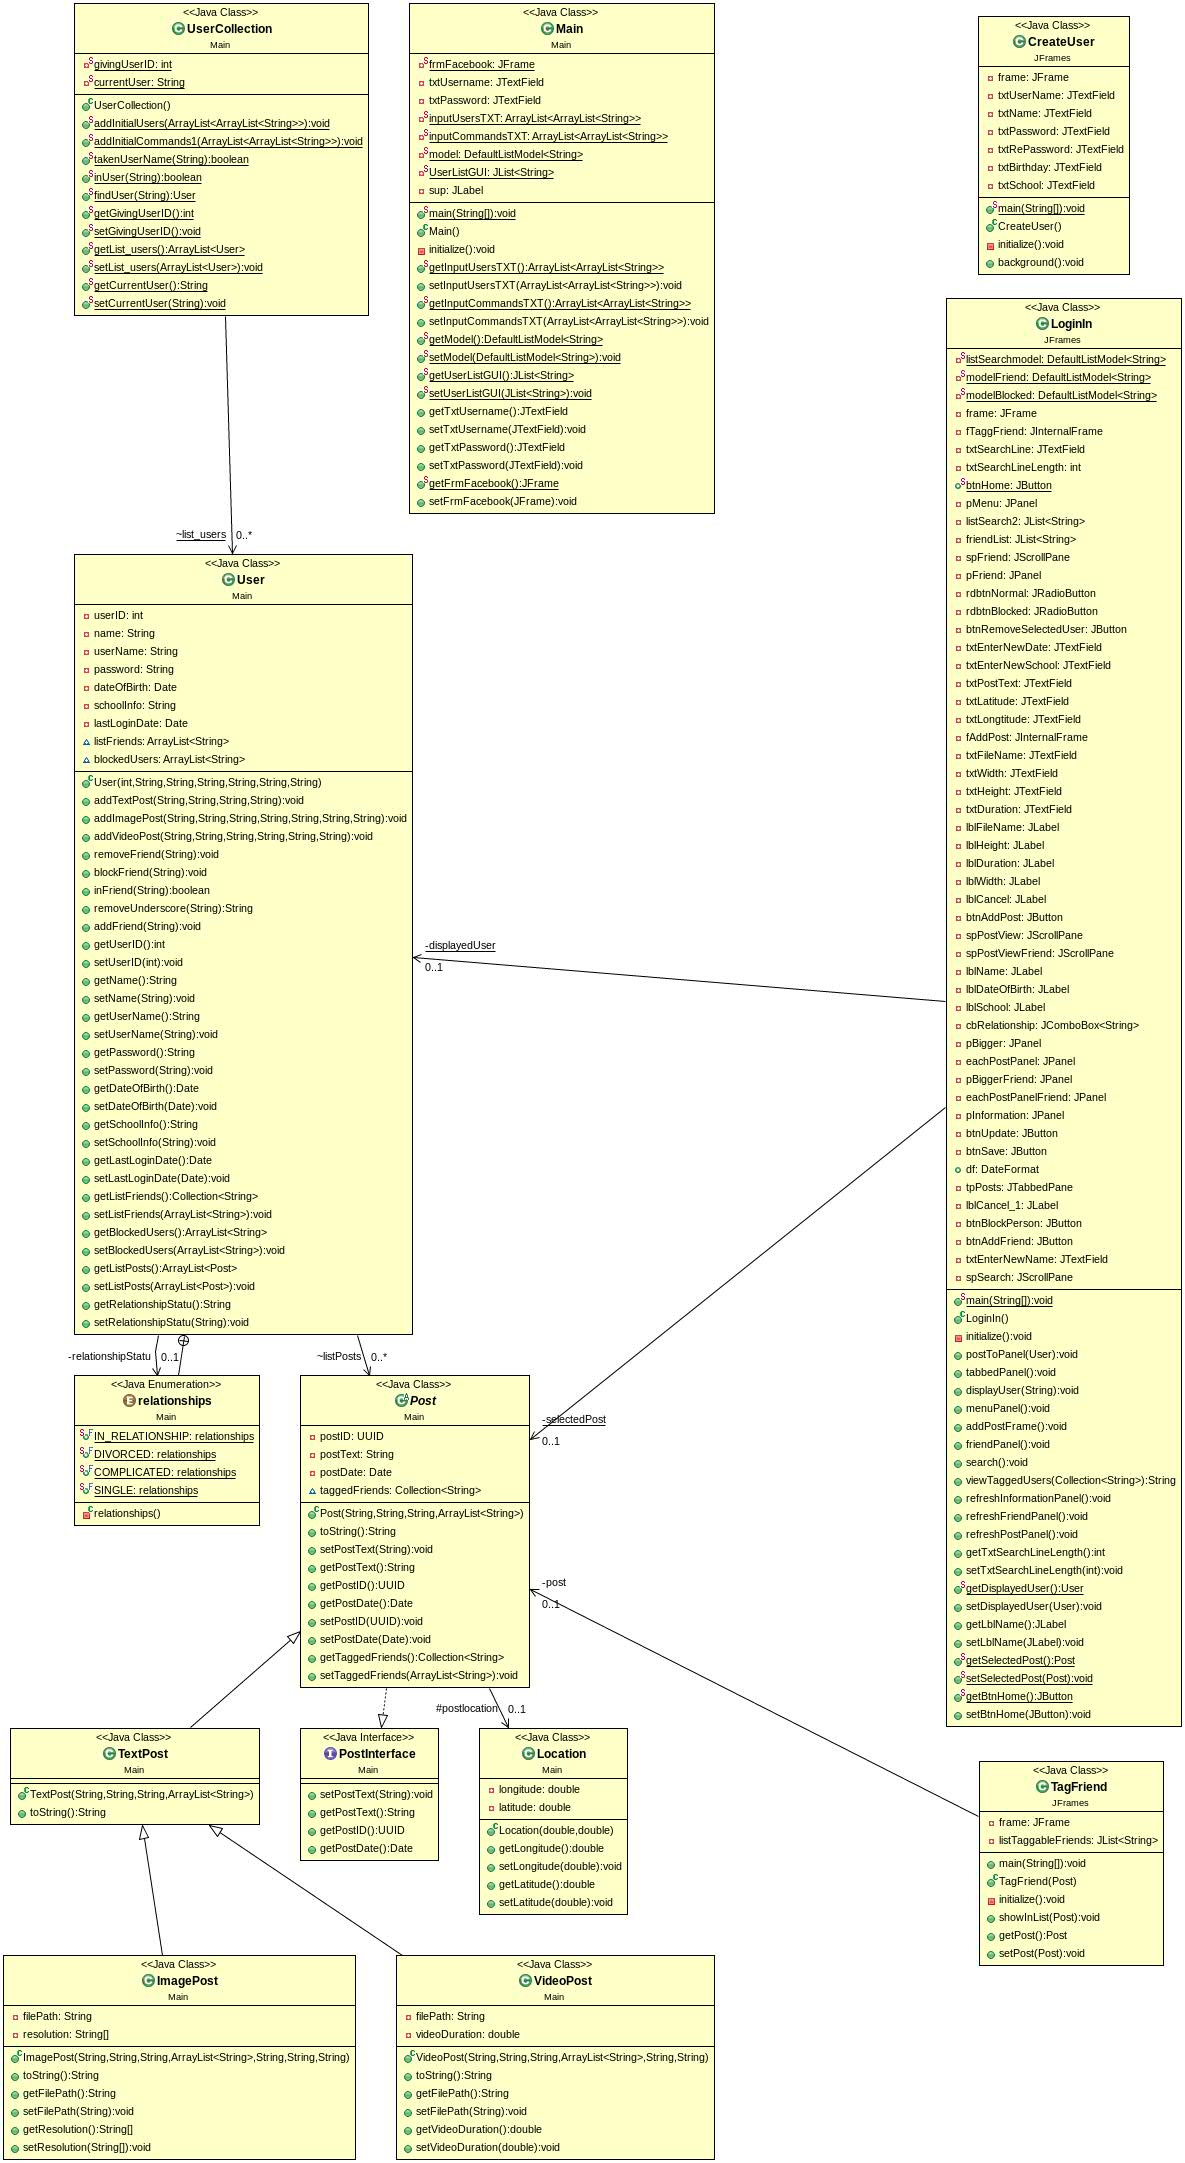 <<Java Class>>
UserCollection
Main
givingUserID: int
currentUser: String
UserCollection()
addInitialUsers(ArrayList<ArrayList<String>>):void
addInitialCommands1(ArrayList<ArrayList<String>>):void
takenUserName(String):boolean
inUser(String):boolean
findUser(String):User
getGivingUserID():int
setGivingUserID():void
getList_users():ArrayList<User>
setList_users(ArrayList<User>):void
getCurrentUser():String
setCurrentUser(String):void
<<Java Class>>
Main
Main
frmFacebook: JFrame
txtUsername: JTextField
txtPassword: JTextField
inputUsersTXT: ArrayList<ArrayList<String>>
inputCommandsTXT: ArrayList<ArrayList<String>>
model: DefaultListModel<String>
UserListGUI: JList<String>
sup: JLabel
main(String[]):void
Main()
initialize():void
getInputUsersTXT():ArrayList<ArrayList<String>>
setInputUsersTXT(ArrayList<ArrayList<String>>):void
getInputCommandsTXT():ArrayList<ArrayList<String>>
setInputCommandsTXT(ArrayList<ArrayList<String>>):void
getModel():DefaultListModel<String>
setModel(DefaultListModel<String>):void
getUserListGUI():JList<String>
setUserListGUI(JList<String>):void
getTxtUsername():JTextField
setTxtUsername(JTextField):void
getTxtPassword():JTextField
setTxtPassword(JTextField):void
getFrmFacebook():JFrame
setFrmFacebook(JFrame):void
<<Java Class>>
CreateUser
JFrames
frame: JFrame
txtUserName: JTextField
txtName: JTextField
txtPassword: JTextField
txtRePassword: JTextField
txtBirthday: JTextField
txtSchool: JTextField
main(String[]):void
CreateUser()
initialize():void
background():void
<<Java Class>>
LoginIn
JFrames
listSearchmodel: DefaultListModel<String>
modelFriend: DefaultListModel<String>
modelBlocked: DefaultListModel<String>
frame: JFrame
fTaggFriend: JInternalFrame
txtSearchLine: JTextField
txtSearchLineLength: int
btnHome: JButton
pMenu: JPanel
listSearch2: JList<String>
friendList: JList<String>
spFriend: JScrollPane
pFriend: JPanel
rdbtnNormal: JRadioButton
rdbtnBlocked: JRadioButton
btnRemoveSelectedUser: JButton
txtEnterNewDate: JTextField
txtEnterNewSchool: JTextField
txtPostText: JTextField
txtLatitude: JTextField
txtLongtitude: JTextField
fAddPost: JInternalFrame
txtFileName: JTextField
txtWidth: JTextField
txtHeight: JTextField
txtDuration: JTextField
lblFileName: JLabel
lblHeight: JLabel
lblDuration: JLabel
lblWidth: JLabel
lblCancel: JLabel
btnAddPost: JButton
spPostView: JScrollPane
spPostViewFriend: JScrollPane
lblName: JLabel
lblDateOfBirth: JLabel
lblSchool: JLabel
cbRelationship: JComboBox<String>
pBigger: JPanel
eachPostPanel: JPanel
pBiggerFriend: JPanel
eachPostPanelFriend: JPanel
pInformation: JPanel
btnUpdate: JButton
btnSave: JButton
df: DateFormat
tpPosts: JTabbedPane
lblCancel_1: JLabel
btnBlockPerson: JButton
btnAddFriend: JButton
txtEnterNewName: JTextField
spSearch: JScrollPane
main(String[]):void
LoginIn()
initialize():void
postToPanel(User):void
tabbedPanel():void
displayUser(String):void
menuPanel():void
addPostFrame():void
friendPanel():void
search():void
viewTaggedUsers(Collection<String>):String
refreshInformationPanel():void
refreshFriendPanel():void
refreshPostPanel():void
getTxtSearchLineLength():int
setTxtSearchLineLength(int):void
getDisplayedUser():User
setDisplayedUser(User):void
getLblName():JLabel
setLblName(JLabel):void
getSelectedPost():Post
setSelectedPost(Post):void
getBtnHome():JButton
setBtnHome(JButton):void
~list_users 0..*
<<Java Class>>
User
Main
userID: int
name: String
userName: String
password: String
dateOfBirth: Date
schoolInfo: String
lastLoginDate: Date
listFriends: ArrayList<String>
blockedUsers: ArrayList<String>
User(int,String,String,String,String,String)
addTextPost(String,String,String,String):void
addImagePost(String,String,String,String,String,String,String):void
addVideoPost(String,String,String,String,String,String):void
removeFriend(String):void
blockFriend(String):void
inFriend(String):boolean
removeUnderscore(String):String
addFriend(String):void
getUserID():int
setUserID(int):void
getName():String
setName(String):void
getUserName():String
setUserName(String):void
getPassword():String
setPassword(String):void
getDateOfBirth():Date
setDateOfBirth(Date):void
getSchoolInfo():String
setSchoolInfo(String):void
getLastLoginDate():Date
setLastLoginDate(Date):void
getListFriends():Collection<String>
setListFriends(ArrayList<String>):void
getBlockedUsers():ArrayList<String>
setBlockedUsers(ArrayList<String>):void
getListPosts():ArrayList<Post>
setListPosts(ArrayList<Post>):void
getRelationshipStatu():String
setRelationshipStatu(String):void
-displayedUser
0..1
-relationshipStatu 0..1
~listPosts 0..*
<<Java Enumeration>>
relationships
Main
IN_RELATIONSHIP: relationships
DIVORCED: relationships
COMPLICATED: relationships
SINGLE: relationships
relationships()
<<Java Class>>
Post
Main
postID: UUID
postText: String
postDate: Date
taggedFriends: Collection<String>
Post(String,String,String,ArrayList<String>)
toString():String
setPostText(String):void
getPostText():String
getPostID():UUID
getPostDate():Date
setPostID(UUID):void
setPostDate(Date):void
getTaggedFriends():Collection<String>
setTaggedFriends(ArrayList<String>):void
-selectedPost
0..1
-post
0..1
#postlocation 0..1
<<Java Class>>
TextPost
Main
TextPost(String,String,String,ArrayList<String>)
toString():String
<<Java Interface>>
PostInterface
Main
setPostText(String):void
getPostText():String
getPostID():UUID
getPostDate():Date
<<Java Class>>
Location
Main
longitude: double
latitude: double
Location(double,double)
getLongitude():double
setLongitude(double):void
getLatitude():double
setLatitude(double):void
<<Java Class>>
TagFriend
JFrames
frame: JFrame
listTaggableFriends: JList<String>
main(String[]):void
TagFriend(Post)
initialize():void
showInList(Post):void
getPost():Post
setPost(Post):void
<<Java Class>>
ImagePost
Main
filePath: String
resolution: String[]
ImagePost(String,String,String,ArrayList<String>,String,String,String)
toString():String
getFilePath():String
setFilePath(String):void
getResolution():String[]
setResolution(String[]):void
<<Java Class>>
VideoPost
Main
filePath: String
videoDuration: double
VideoPost(String,String,String,ArrayList<String>,String,String)
toString():String
getFilePath():String
setFilePath(String):void
getVideoDuration():double
setVideoDuration(double):void